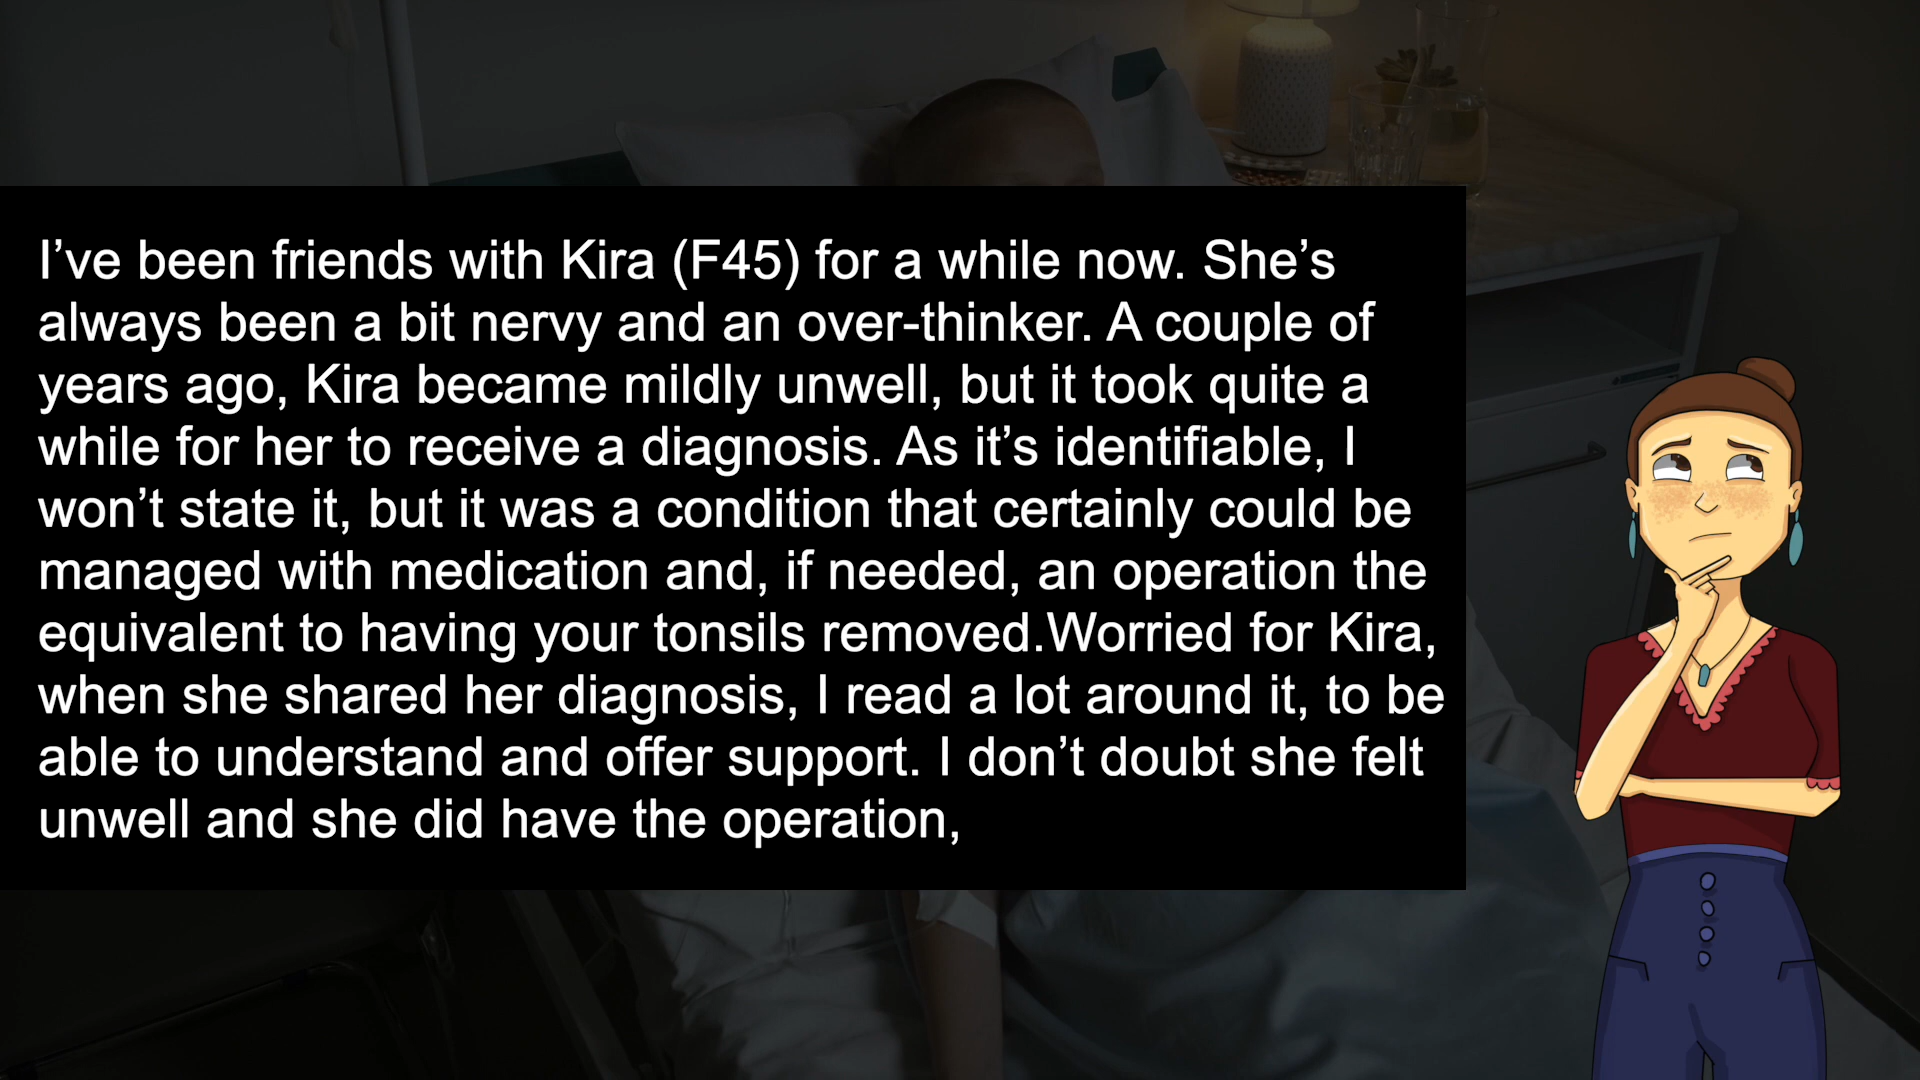 I’ve been friends with Kira (F45) for a while now. She’s
always been a bit nervy and an over-thinker. A couple of
years ago, Kira became mildly unwell, but it took quite a
while for her to receive a diagnosis. As it’s identifiable, I
won’t state it, but it was a condition that certainly could be
managed with medication and, if needed, an operation the
equivalent to having your tonsils removed.Worried for Kira,
when she shared her diagnosis, I read a lot around it, to be
able to understand and offer support. I don’t doubt she felt
unwell and she did have the operation,